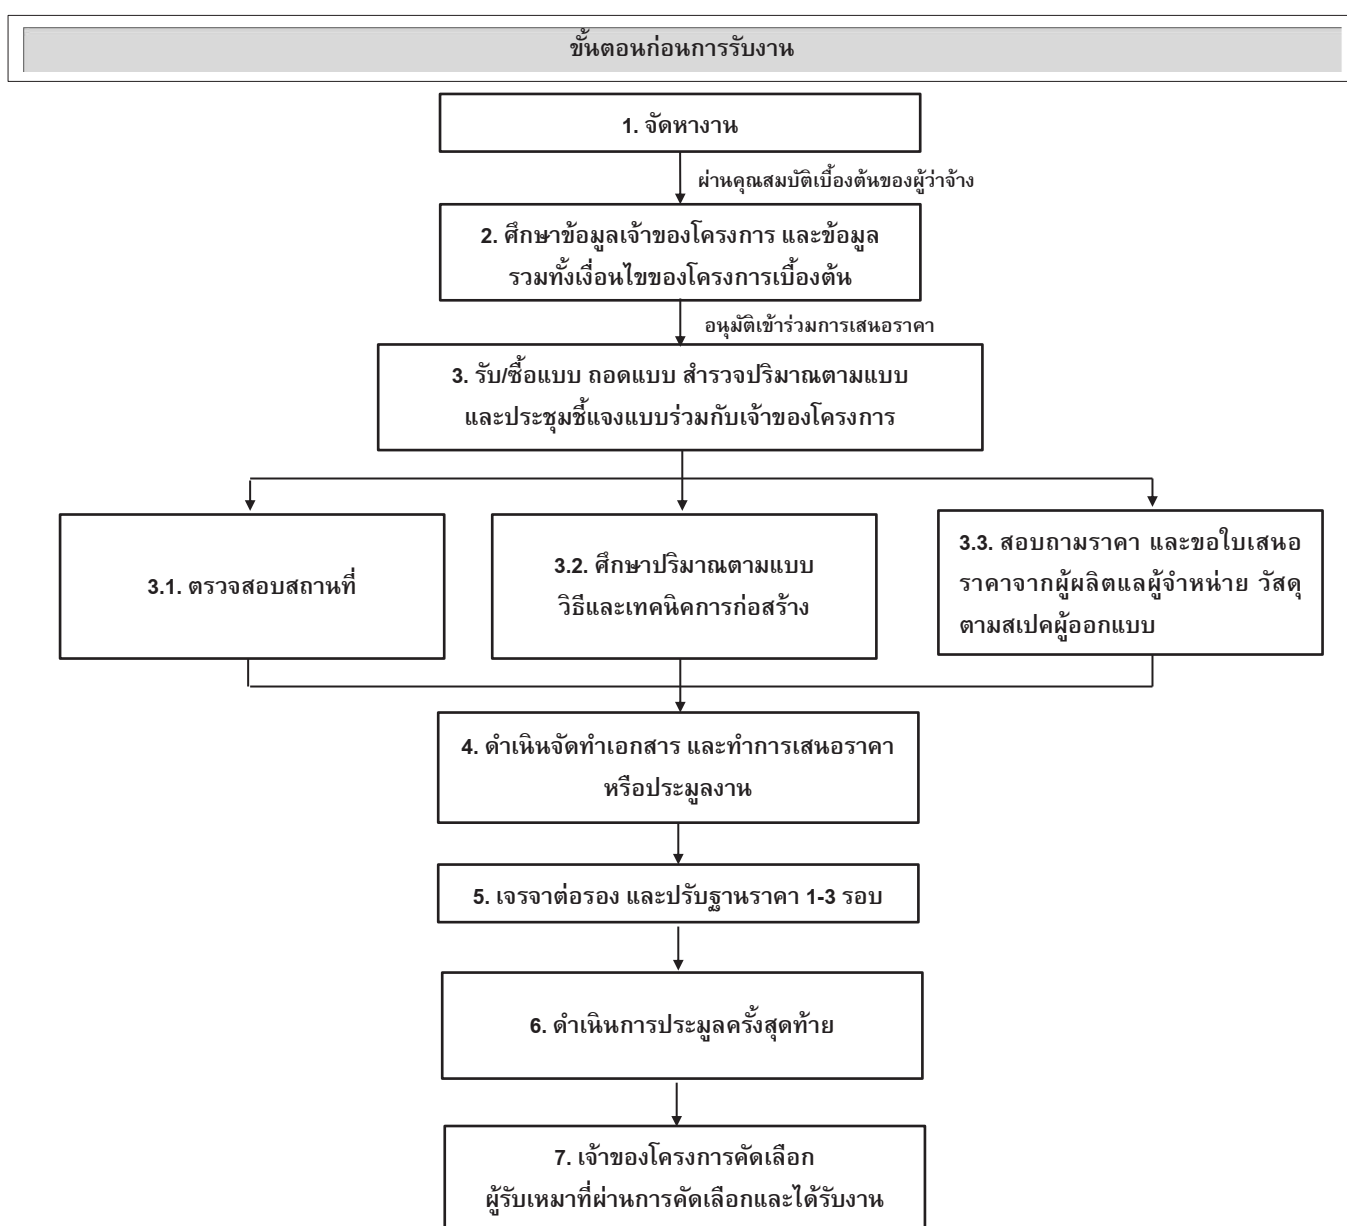 ขั้นตอนก่อนการรับงาน
1. จัดหางาน
ผ่านคุณสมบัติเบื้องต้นของผู้ว่าจ้าง
2. ศึกษาข้อมูลเจ้าของโครงการ และข้อมูล
รวมทั้งเงื่อนไขของโครงการเบื้องต้น
อนุมัติเข้าร่วมการเสนอราคา
3. รับ/ซื้อแบบ ถอดแบบ สำรวจปริมาณตามแบบ
และประชุมชี้แจงแบบร่วมกับเจ้าของโครงการ
3.1. ตรวจสอบสถานที่
3.2. ศึกษาปริมาณตามแบบ
วิธีและเทคนิคการก่อสร้าง
3.3. สอบถามราคา และขอใบเสนอ
ราคาจากผู้ผลิตแลผู้จำหน่าย วัสดุ
ตามสเปคผู้ออกแบบ
4. ดำเนินจัดทำเอกสาร และทำการเสนอราคา
หรือประมูลงาน
5. เจรจาต่อรอง และปรับฐานราคา 1-3 รอบ
6. ดำเนินการประมูลครั้งสุดท้าย
7. เจ้าของโครงการคัดเลือก
ผู้รับเหมาที่ผ่านการคัดเลือกและได้รับงาน